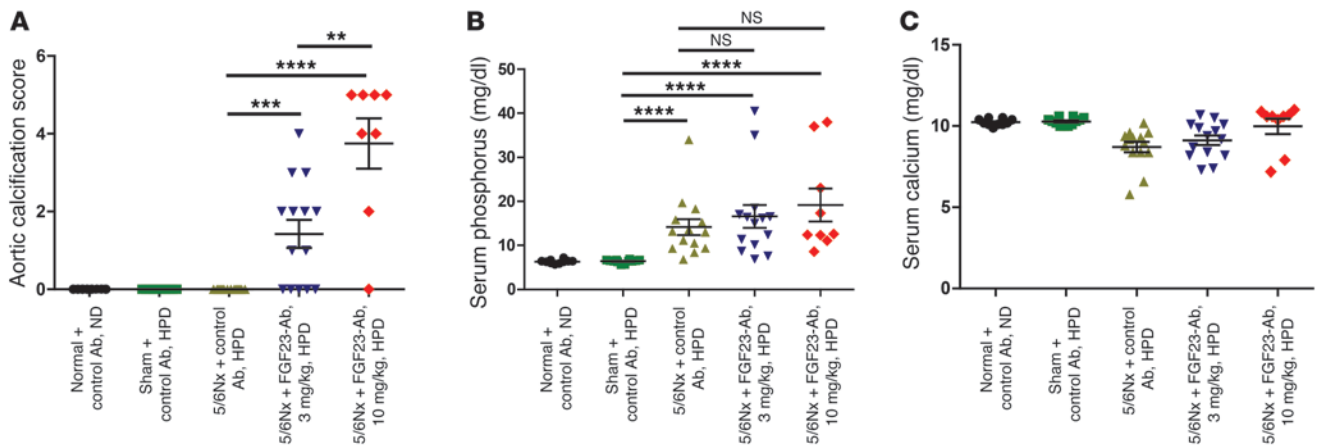 A
Aortic calcification score
6
4
2
0
**
****
***
Normal +
control Ab, ND
Sham +
control Ab, HPD
5/6Nx + control
Ab, HPD
5/6Nx + FGF23-Ab,
3 mg/kg, HPD
5/6Nx + FGF23-Ab,
10 mg/kg, HPD
B
Serum phosphorus (mg/dl)
50
40
30
20
10
0
NS
NS
****
****
****
Normal +
control Ab, ND
Sham +
control Ab, HPD
5/6Nx + control
Ab, HPD
5/6Nx + FGF23-Ab,
3 mg/kg, HPD
5/6Nx + FGF23-Ab,
10 mg/kg, HPD
C
Serum calcium (mg/dl)
15
10
5
0
Normal +
control Ab, ND
Sham +
control Ab, HPD
5/6Nx + control
Ab, HPD
5/6Nx + FGF23-Ab,
3 mg/kg, HPD
5/6Nx + FGF23-Ab,
10 mg/kg, HPD